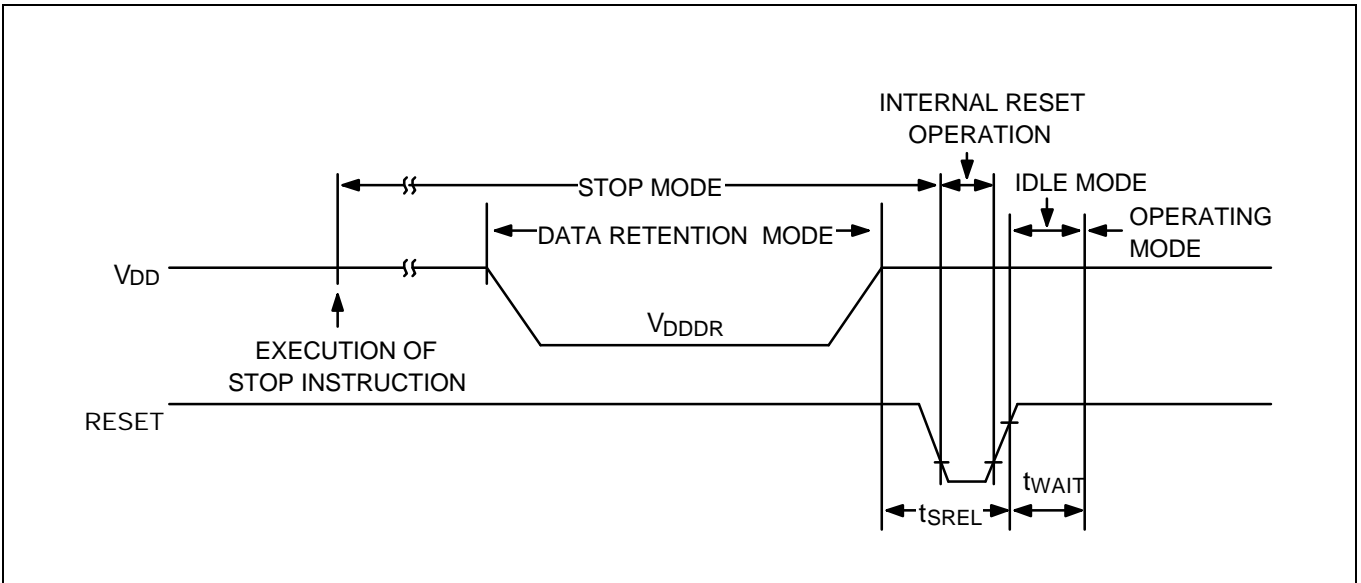 INTERNAL RESET
OPERATION
STOP MODE
IDLE MODE
DATA RETENTION MODE
OPERATING
MODE
VDD
VDDDR
EXECUTION OF
STOP INSTRUCTION
RESET
tWAIT
tSREL